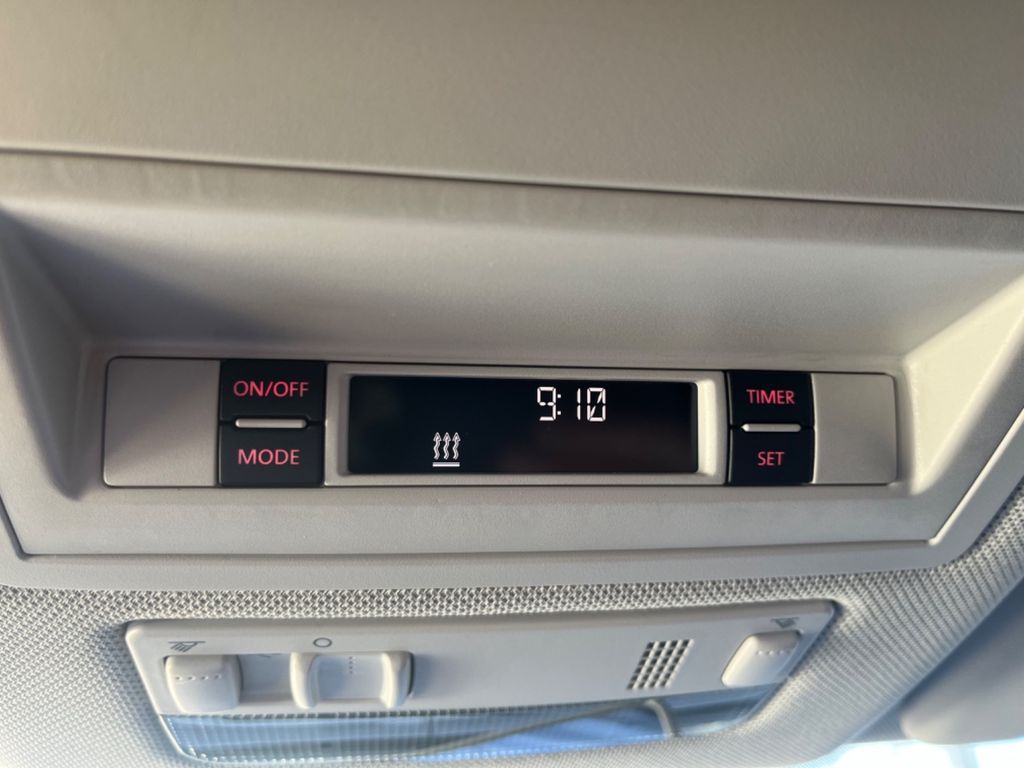 ON/OFF
MODE
9:10
TIMER
SET